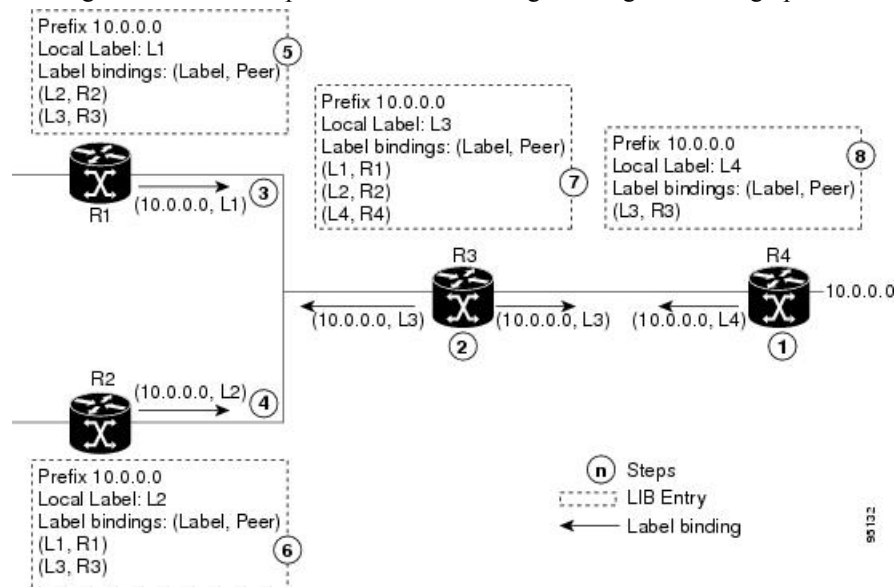 Prefix 10.0.0.0
Local Label: L1
Label bindings: (Label, Peer)
(L2, R2)
(L3, R3)
5
R1
(10.0.0.0, L1)
3
Prefix 10.0.0.0
Local Label: L3
Label bindings: (Label, Peer)
(L1, R1)
(L2, R2)
(L4, R4)
7
Prefix 10.0.0.0
Local Label: L4
Label bindings: (Label, Peer)
(L3, R3)
8
R3
R4
10.0.0.0
(10.0.0.0, L3)
(10.0.0.0, L3)
(10.0.0.0, L4)
2
1
R2
(10.0.0.0, L2)
4
Prefix 10.0.0.0
Local Label: L2
Label bindings: (Label, Peer)
(L1, R1)
(L3, R3)
6
n Steps
LIB Entry
Label binding
95132